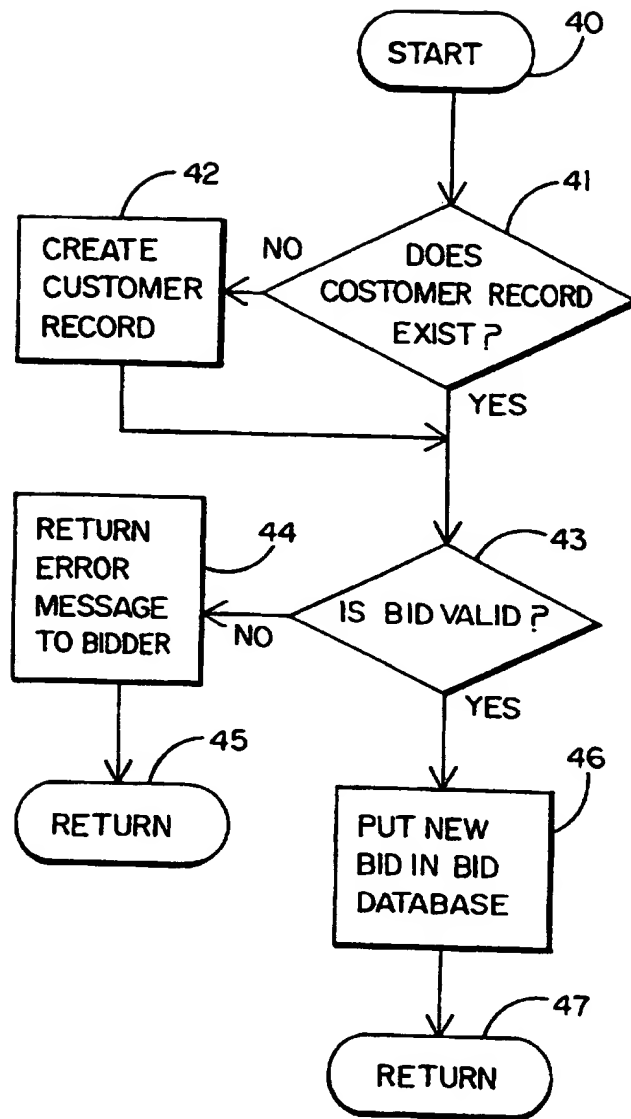 START
40
42
41
CREATE
CUSTOMER
RECORD
NO
DOES
COSTOMER RECORD
EXIST?
YES
RETURN
ERROR
MESSAGE
TO BIDDER
44
43
IS BID VALID?
NO
YES
45
RETURN
46
PUT NEW
BID IN BID
DATABASE
47
RETURN